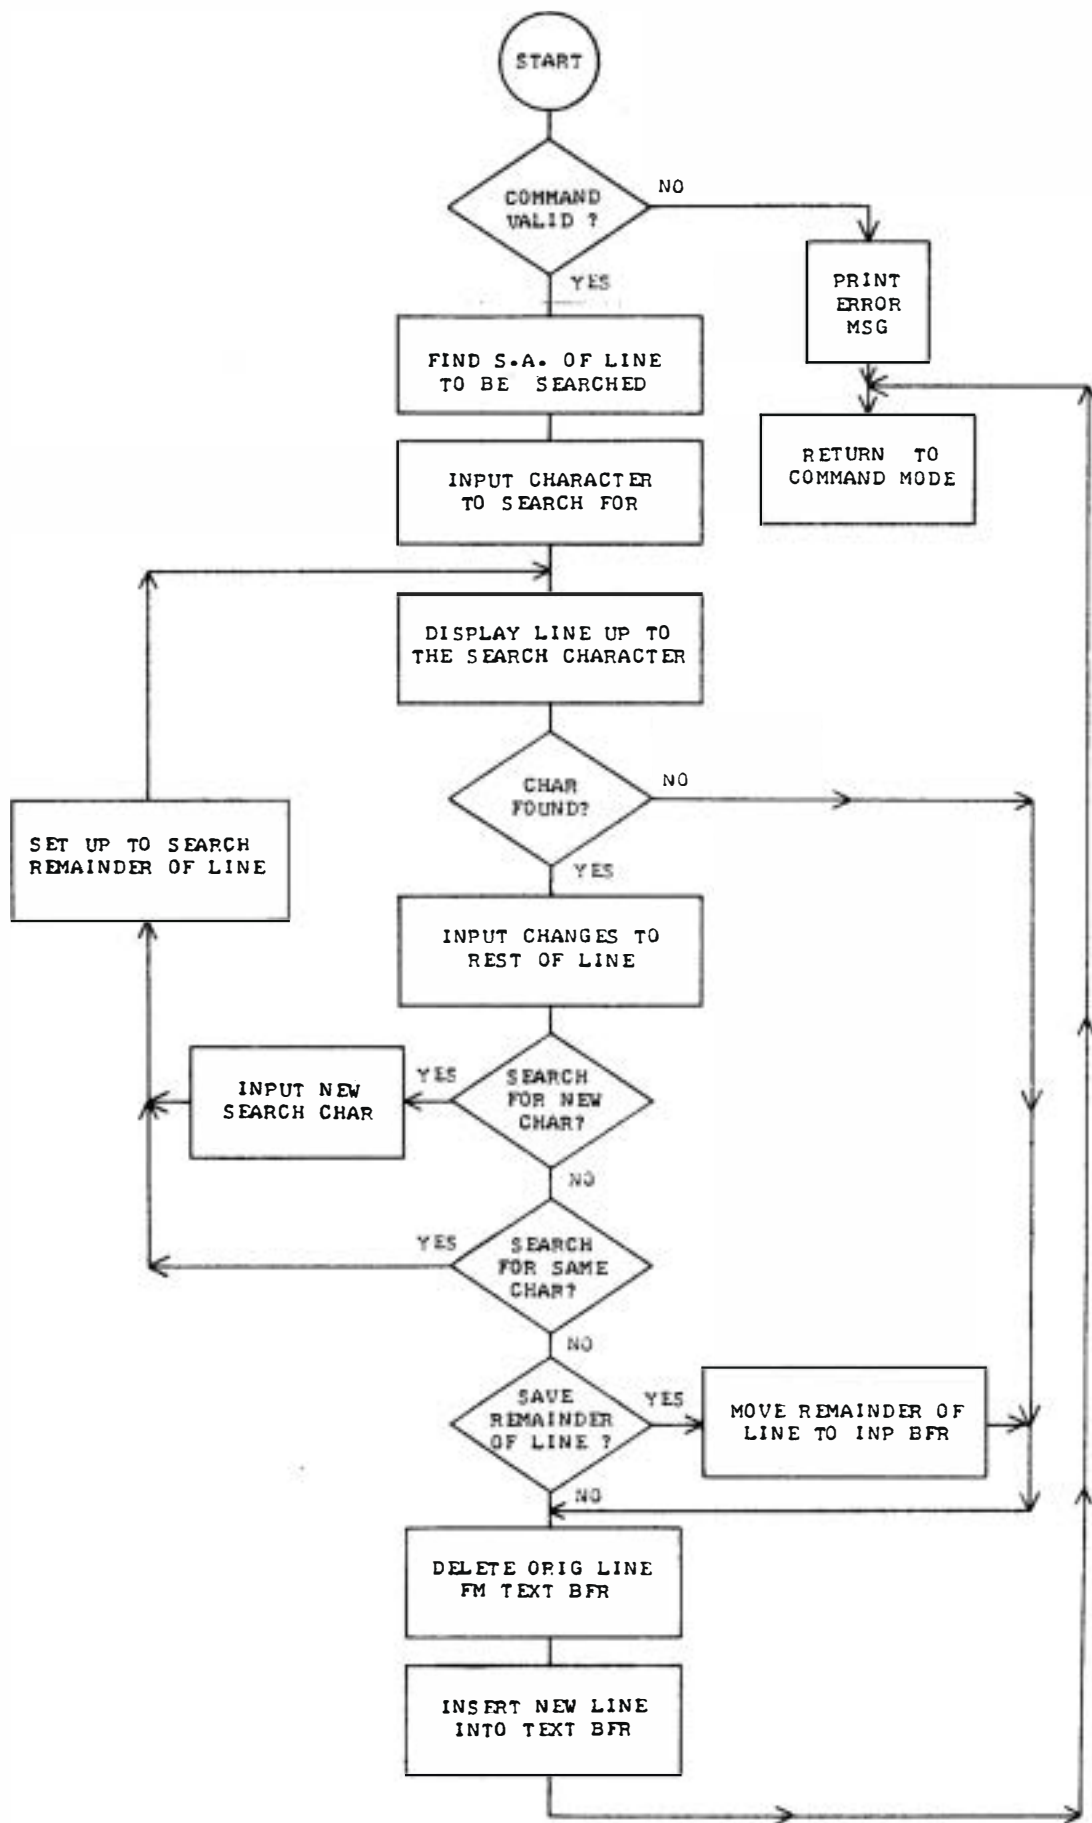 START
COMMAND
VALID ?
NO
YES
PRINT
ERROR
MSG
FIND S.A. OF LINE
TO BE SEARCHED
RETURN TO
COMMAND MODE
INPUT CHARACTER
TO SEARCH FOR
DISPLAY LINE UP TO
THE SEARCH CHARACTER
CHAR
FOUND?
NO
YES
SET UP TO SEARCH
REMAINDER OF LINE
INPUT CHANGES TO
REST OF LINE
SEARCH
FOR NEW
CHAR?
YES
INPUT NEW
SEARCH CHAR
NO
SEARCH
FOR SAME
CHAR?
YES
NO
SAVE
REMAINDER
OF LINE ?
YES
MOVE REMAINDER OF
LINE TO INP BFR
NO
DELETE ORIG LINE
FM TEXT BFR
INSERT NEW LINE
INTO TEXT BFR